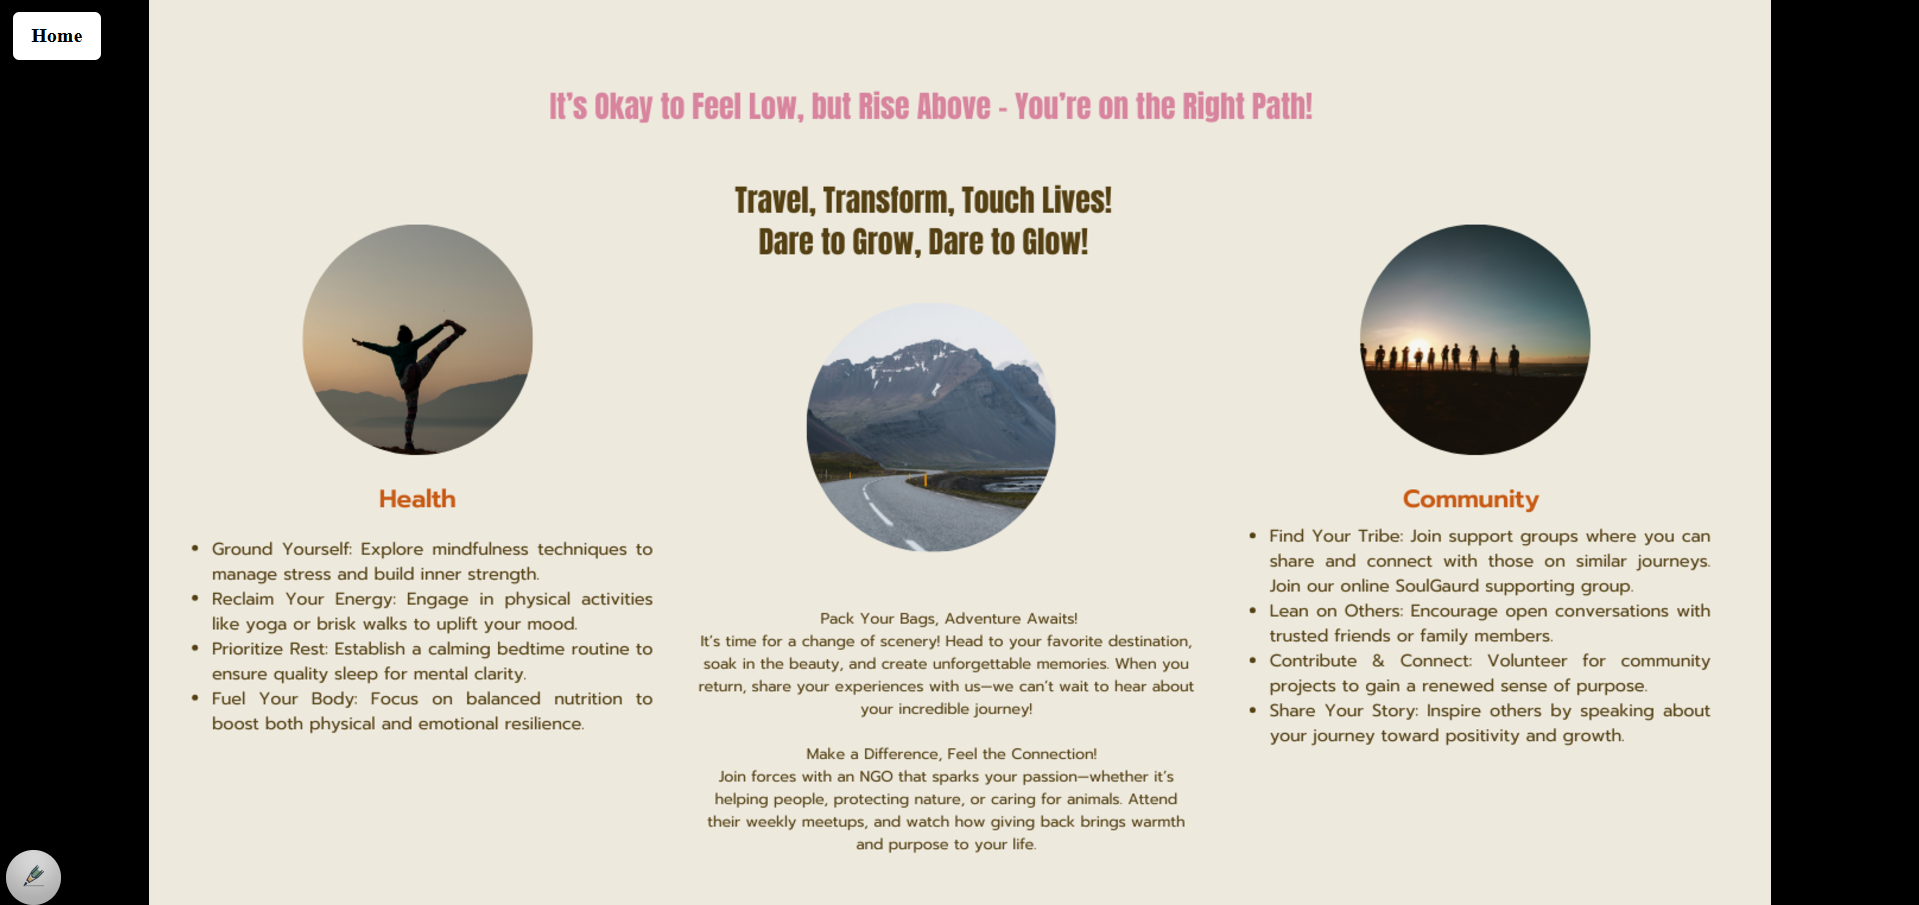 Home
It's Okay to Feel Low, but Rise Above - You're on the Right Path!
Travel, Transform, Touch Lives!
Dare to Grow, Dare to Glow!
Health
• Ground Yourself: Explore mindfulness techniques to
manage stress and build inner strength.
• Reclaim Your Energy: Engage in physical activities
like yoga or brisk walks to uplift your mood.
• Prioritize Rest: Establish a calming bedtime routine to
ensure quality sleep for mental clarity.
• Fuel Your Body: Focus on balanced nutrition to
boost both physical and emotional resilience.
Pack Your Bags, Adventure Awaits!
It's time for a change of scenery! Head to your favorite destination,
soak in the beauty, and create unforgettable memories. When you
return, share your experiences with us—we can't wait to hear about
your incredible journey!
Make a Difference, Feel the Connection!
Join forces with an NGO that sparks your passion—whether it's
helping people, protecting nature, or caring for animals. Attend
their weekly meetups, and watch how giving back brings warmth
and purpose to your life.
Community
• Find Your Tribe: Join support groups where you can
share and connect with those on similar journeys.
Join our online SoulGaurd supporting group.
• Lean on Others: Encourage open conversations with
trusted friends or family members.
• Contribute & Connect: Volunteer for community
projects to gain a renewed sense of purpose.
• Share Your Story: Inspire others by speaking about
your journey toward positivity and growth.